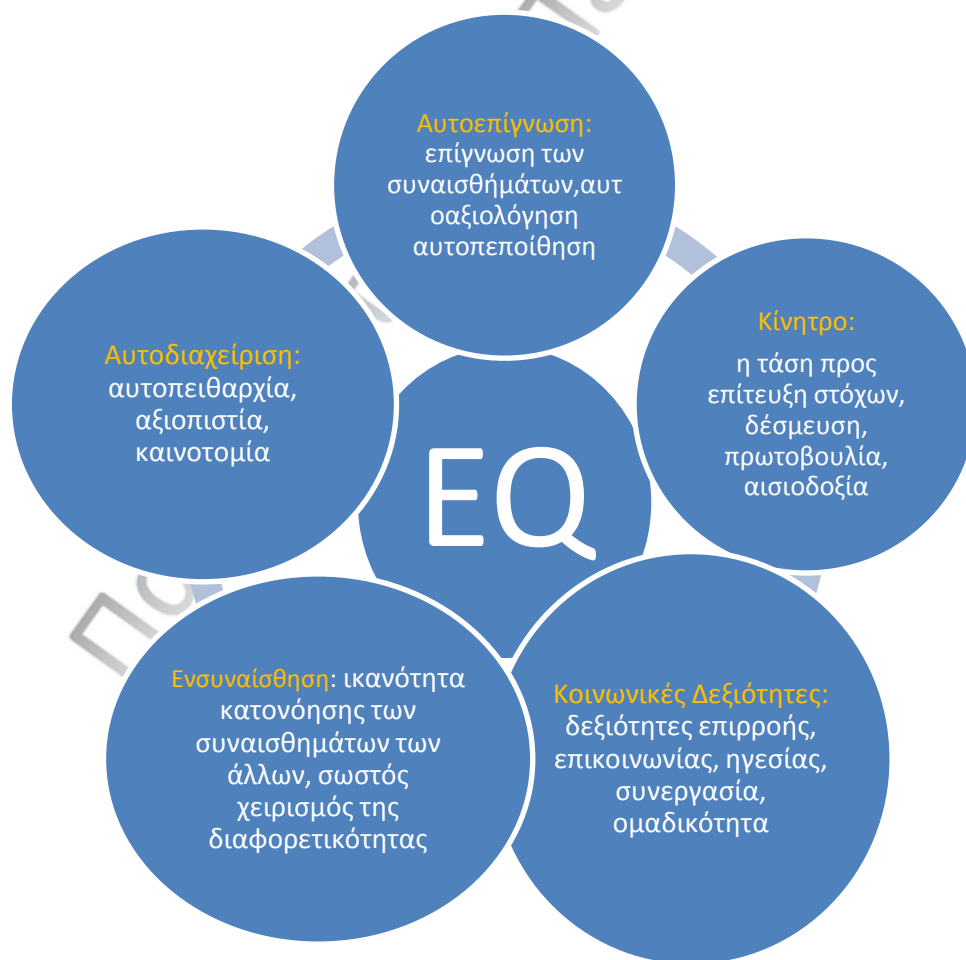 Αυτοεπίγνωση:
επίγνωση των
συναισθήμάτων,αυτ
οαξιολόγηση
αυτοπεποίθηση
Κίνητρο:
η τάση προς
επίτευξη στόχων,
δέσμευση,
πρωτοβουλία,
αισιοδοξία
Κοινωνικές Δεξιότητες:
δεξιότητες επιρροής,
επικοινωνίας, ηγεσίας,
συνεργασία,
ομαδικότητα
Ενσυναίσθηση: ικανότητα
κατονόησης των
συναισθημάτων των
άλλων, σωστός
χειρισμός της
διαφορετικότητας
Αυτοδιαχείριση:
αυτοπειθαρχία,
αξιοπιστία,
καινοτομία
EQ